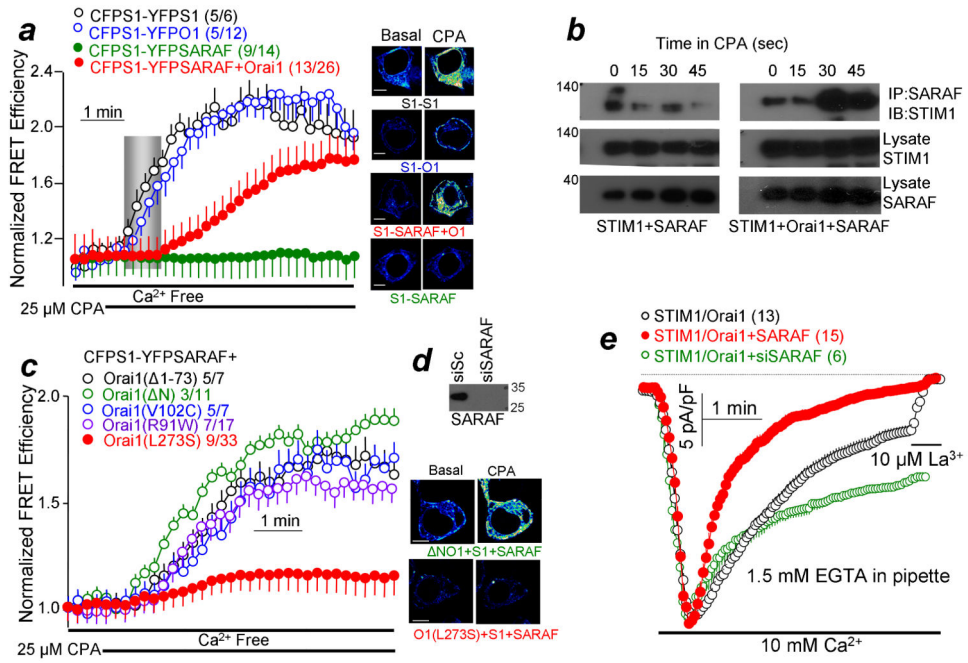 a
CFPS1-YFPS1 (5/6)
CFPS1-YFPO1 (5/12)
CFPS1-YFPSARAF (9/14)
CFPS1-YFPSARAF+Orai1 (13/26)
Normalized FRET Efficiency
2.4
2.0
1.6
1.2
1 min
Ca²⁺ Free
25 µM CPA
Basal CPA
S1-S1
S1-O1
S1-SARAF+O1
S1-SARAF
b
Time in CPA (sec)
0 15 30 45 0 15 30 45
140
IP:SARAF
IB:STIM1
140
Lysate
STIM1
40
Lysate
SARAF
STIM1+SARAF STIM1+Orai1+SARAF
c
CFPS1-YFPSARAF+
Orai1(Δ1-73) 5/7
Orai1(ΔN) 3/11
Orai1(V102C) 5/7
Orai1(R91W) 7/17
Orai1(L273S) 9/33
Normalized FRET Efficiency
2.0
1.5
1.0
1 min
Ca²⁺ Free
25 µM CPA
d
siSc
siSARAF
35
25
SARAF
Basal CPA
ΔNO1+S1+SARAF
O1(L273S)+S1+SARAF
e
STIM1/Orai1 (13)
STIM1/Orai1+SARAF (15)
STIM1/Orai1+siSARAF (6)
5 pA/pF
1 min
10 µM La³⁺
1.5 mM EGTA in pipette
10 mM Ca²⁺